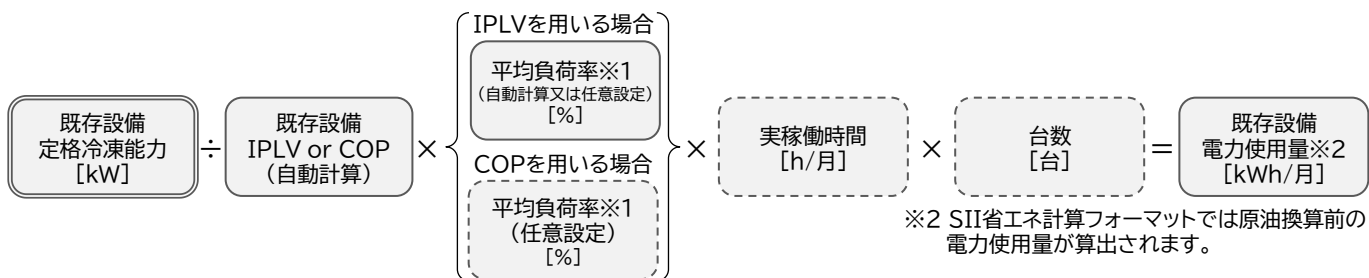 既存設備
定格冷凍能力
[kW]
÷
既存設備
IPLV or COP
(自動計算)
×
IPLVを用いる場合
平均負荷率※1
(自動計算又は任意設定)
[%]
COPを用いる場合
平均負荷率※1
(任意設定)
[%]
×
実稼働時間
[h/月]
×
台数
[台]
=
既存設備
電力使用量※2
[kWh/月]
※2 SII省エネ計算フォーマットでは原油換算前の
電力使用量が算出されます。